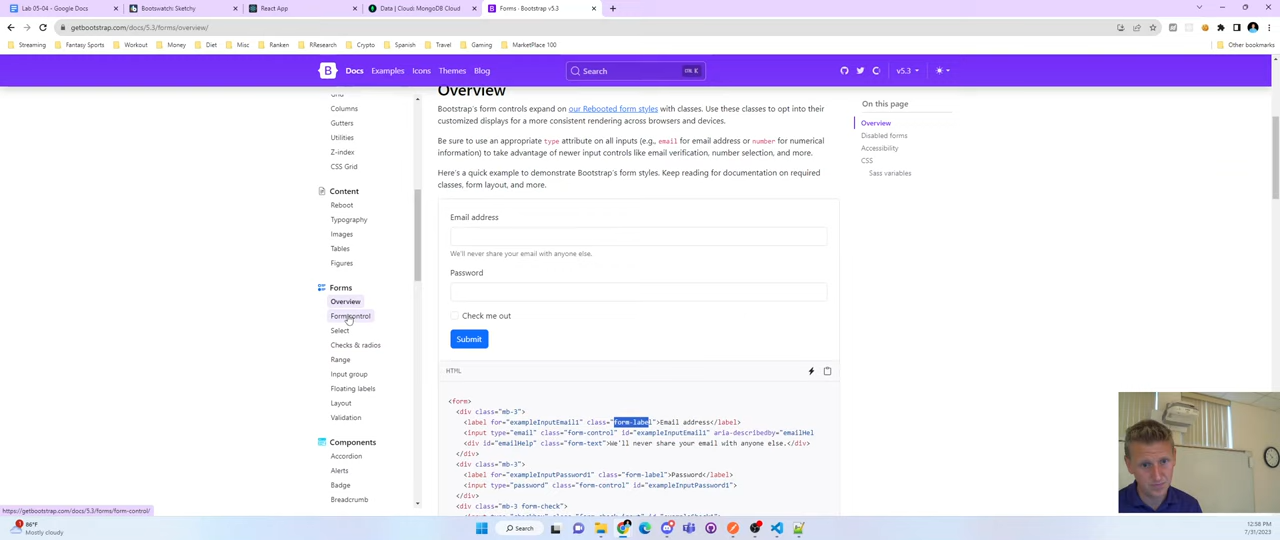 Lab 05-04 - Google Docs
Bootswatch: Sketchy
React App
Data | Cloud: MongoDB Cloud
Forms · Bootstrap v5.3
getbootstrap.com/docs/5.3/forms/overview/
Streaming
Fantasy Sports
Workout
Money
Diet
Misc
Ranken
RResearch
Crypto
Spanish
Travel
Gaming
MarketPlace 100
Other bookmarks
B
Docs
Examples
Icons
Themes
Blog
Search
Ctrl K
v5.3
Grid
Columns
Gutters
Utilities
Z-index
CSS Grid
Content
Reboot
Typography
Images
Tables
Figures
Forms
Overview
Form control
Select
Checks & radios
Range
Input group
Floating labels
Layout
Validation
Components
Accordion
Alerts
Badge
Breadcrumb
Overview
Bootstrap's form controls expand on our Rebooted form styles with classes. Use these classes to opt into their
customized displays for a more consistent rendering across browsers and devices.
Be sure to use an appropriate type attribute on all inputs (e.g., email for email address or number for numerical
information) to take advantage of newer input controls like email verification, number selection, and more.
Here's a quick example to demonstrate Bootstrap's form styles. Keep reading for documentation on required
classes, form layout, and more.
Email address
We'll never share your email with anyone else.
Password
Check me out
Submit
HTML
<form>
<div class="mb-3">
<label for="exampleInputEmail1" class="form-label">Email address</label>
<input type="email" class="form-control" id="exampleInputEmail1" aria-describedby="emailHel
<div id="emailHelp" class="form-text">We'll never share your email with anyone else.</div>
</div>
<div class="mb-3">
<label for="exampleInputPassword1" class="form-label">Password</label>
<input type="password" class="form-control" id="exampleInputPassword1">
</div>
<div class="mb-3 form-check">
On this page
Overview
Disabled forms
Accessibility
CSS
Sass variables
https://getbootstrap.com/docs/5.3/forms/form-control/
86°F
Mostly cloudy
Search
12:58 PM
7/31/2023